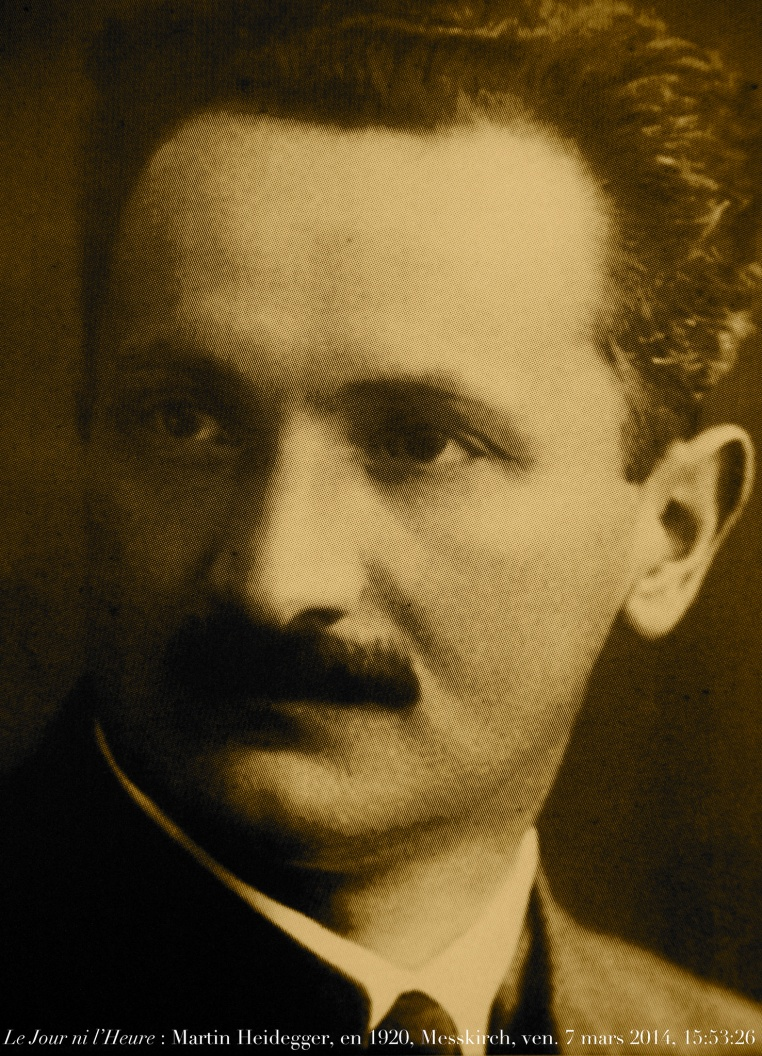 Le Jour ni l'Heure : Martin Heidegger, en 1920, Messkirch, ven. 7 mars 2014, 15:53:26